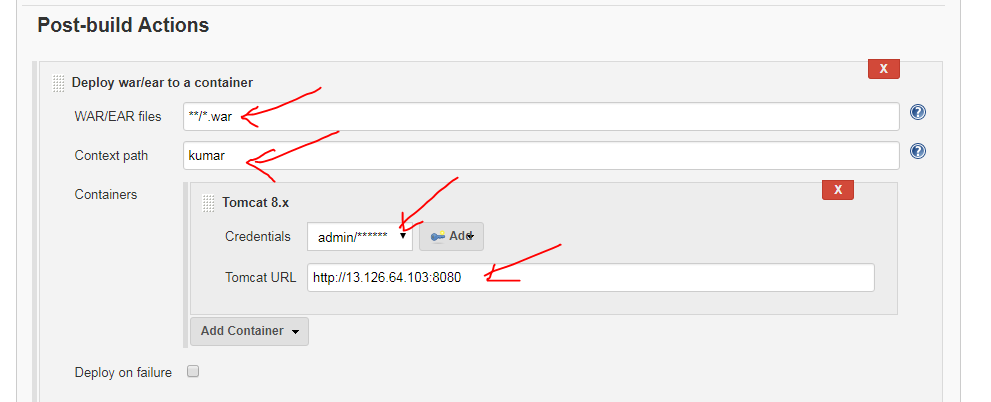 Post-build Actions
X
Deploy war/ear to a container
WAR/EAR files **/*.war ?
Context path kumar ?
Containers
X
Tomcat 8.x
Credentials admin/****** Add
Tomcat URL http://13.126.64.103:8080
Add Container
Deploy on failure